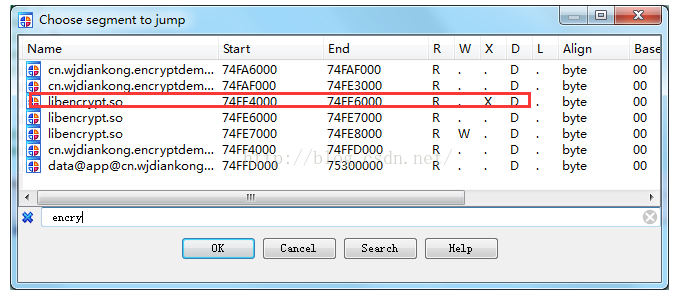 Choose segment to jump
Name Start End R W X D L Align Base
cn.wjdiankong.encryptdem... 74FA6000 74FAF000 R . . D . byte 00
cn.wjdiankong.encryptdem... 74FAF000 74FE3000 R . . D . byte 00
libencrypt.so 74FE4000 74FE6000 R . X D . byte 00
libencrypt.so 74FE6000 74FE7000 R . . D . byte 00
libencrypt.so 74FE7000 74FE8000 R W . D . byte 00
cn.wjdiankong.encryptdem... 74FF4000 74FFD000 R . . D . byte 00
data@app@cn.wjdiankong.... 74FFD000 75300000 R . . D . byte 00
http://blog.csdn.net/
encry
OK Cancel Search Help